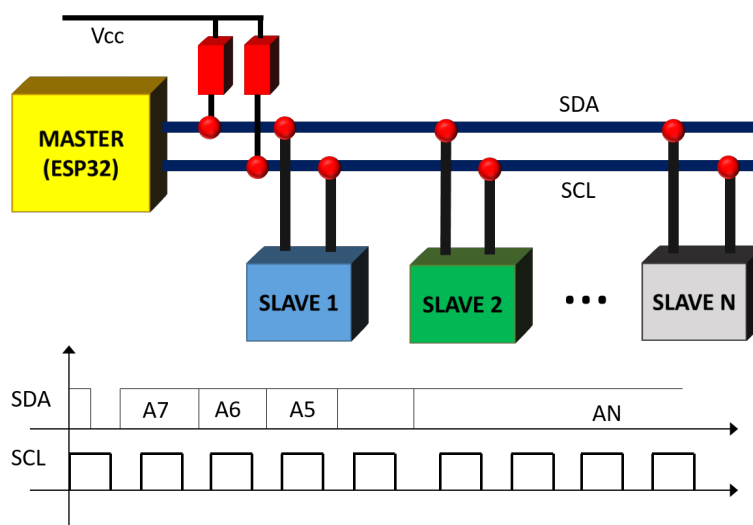 Vcc
SDA
MASTER
(ESP32)
SCL
SLAVE 1
SLAVE 2
...
SLAVE N
SDA
A7
A6
A5
AN
SCL